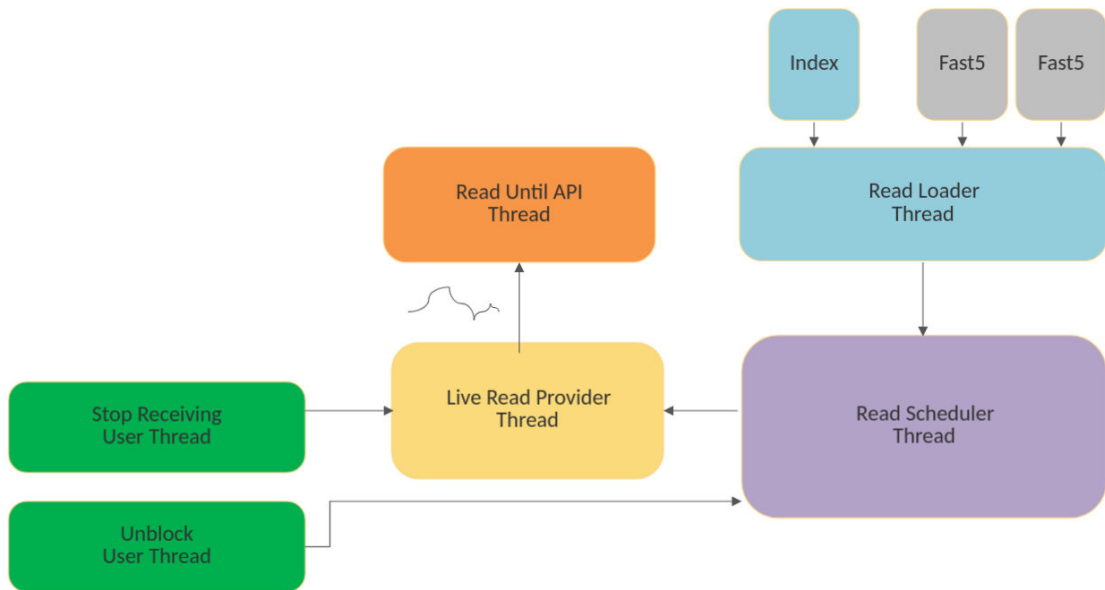 Index
Fast5
Fast5
Read Until API
Thread
Read Loader
Thread
Live Read Provider
Thread
Stop Receiving
User Thread
Read Scheduler
Thread
Unblock
User Thread